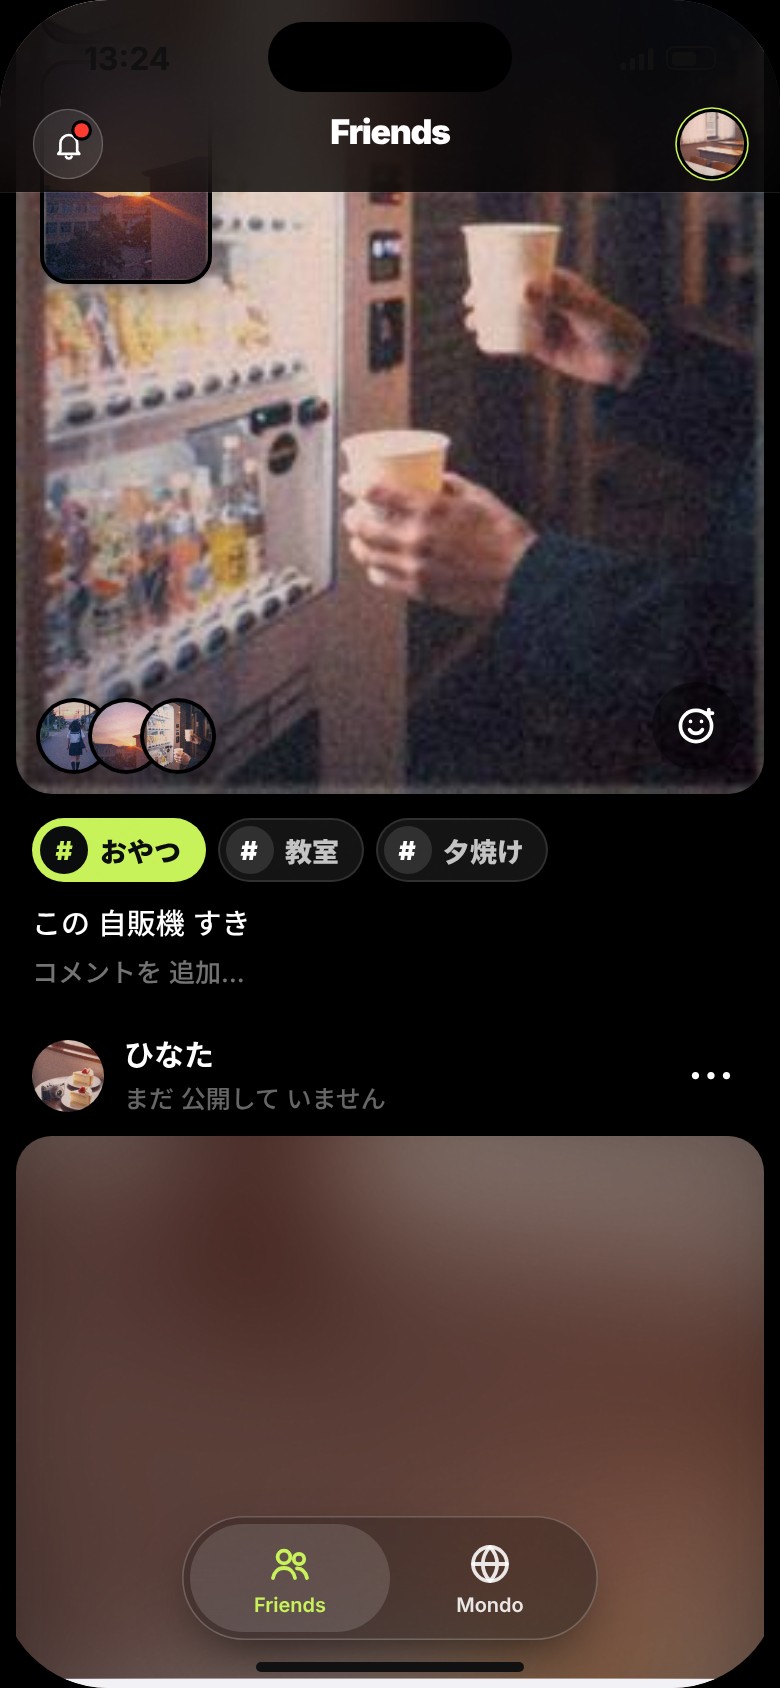 13:24
Friends
# おやつ # 教室 # 夕焼け
この 自販機 すき
コメントを 追加...
ひなた
まだ 公開して いません
Friends Mondo